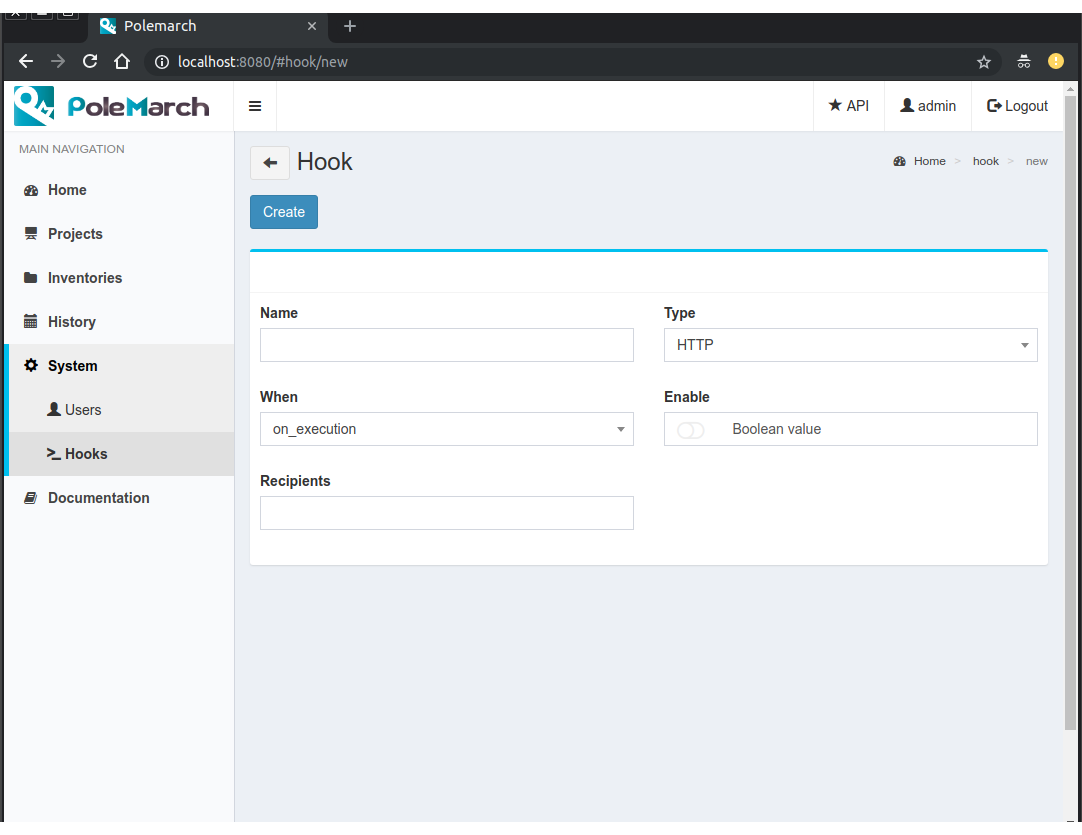 Polemarch
localhost:8080/#hook/new
PoleMarch
API
admin
Logout
MAIN NAVIGATION
Home
Projects
Inventories
History
System
Users
Hooks
Documentation
Hook
Home > hook > new
Create
Name
Type
HTTP
When
on_execution
Enable
Boolean value
Recipients